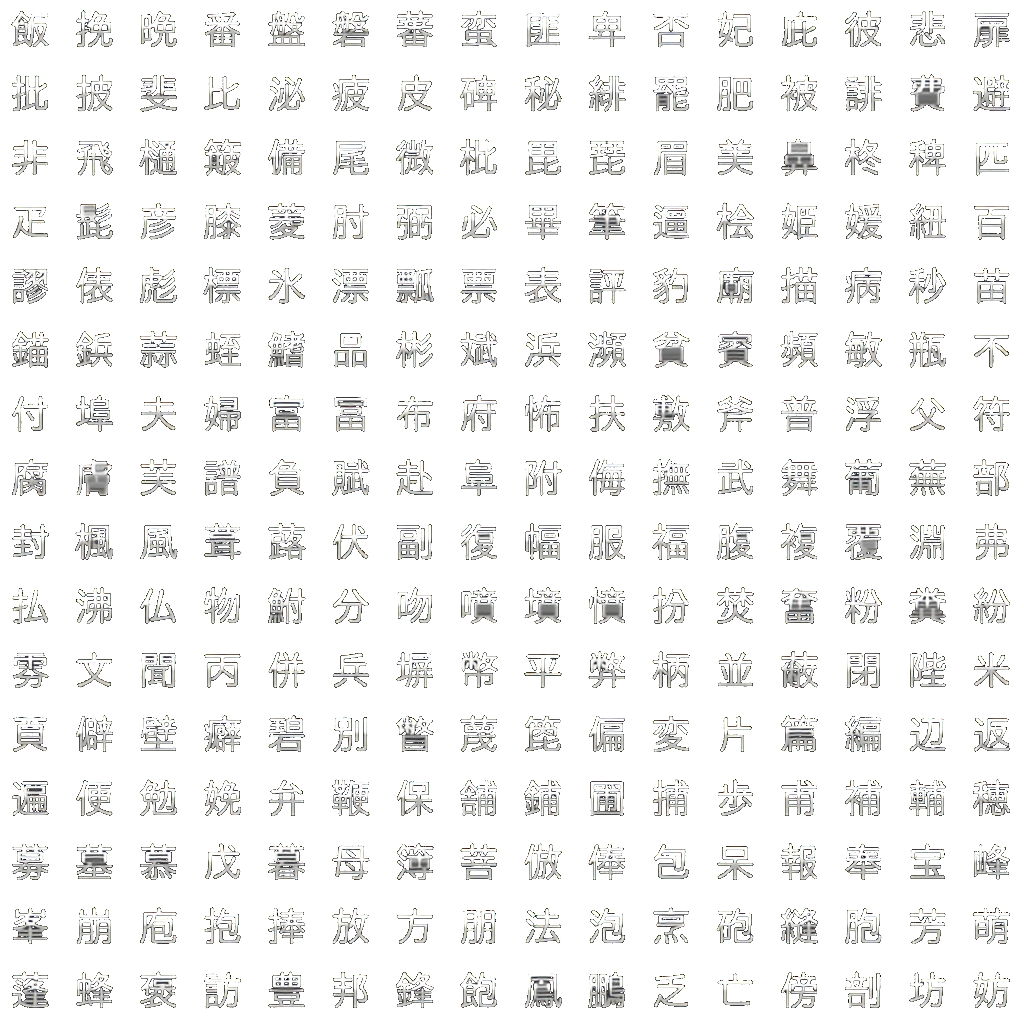 飯挽晩番盤磐蕃蛮匪卑否妃庇彼悲扉
批披斐比泌疲皮碑秘緋罷肥被誹費避
非飛樋簸備尾微枇毘琵眉美鼻柊稗匹
疋髭彦膝菱肘弼必畢筆逼桧姫媛紐百
謬俵彪標氷漂瓢票表評豹廟描病秒苗
錨鋲蒜蛭鰭品彬斌浜瀕貧賓頻敏瓶不
付埠夫婦富冨布府怖扶敷斧普浮父符
腐膚芙譜負賦赴阜附侮撫武舞葡蕪部
封楓風葺蕗伏副復幅服福腹複覆淵弗
払沸仏物鮒分吻噴墳憤扮焚奮粉糞紛
雰文聞丙併兵塀幣平弊柄並蔽閉陛米
頁僻壁癖碧別瞥蔑箆偏変片篇編辺返
遍便勉娩弁鞭保舗鋪圃捕歩甫補輔穂
募墓慕戊暮母簿菩倣俸包呆報奉宝峰
峯崩庖抱捧放方朋法泡烹砲縫胞芳萌
蓬蜂褒訪豊邦鋒飽鳳鵬乏亡傍剖坊妨